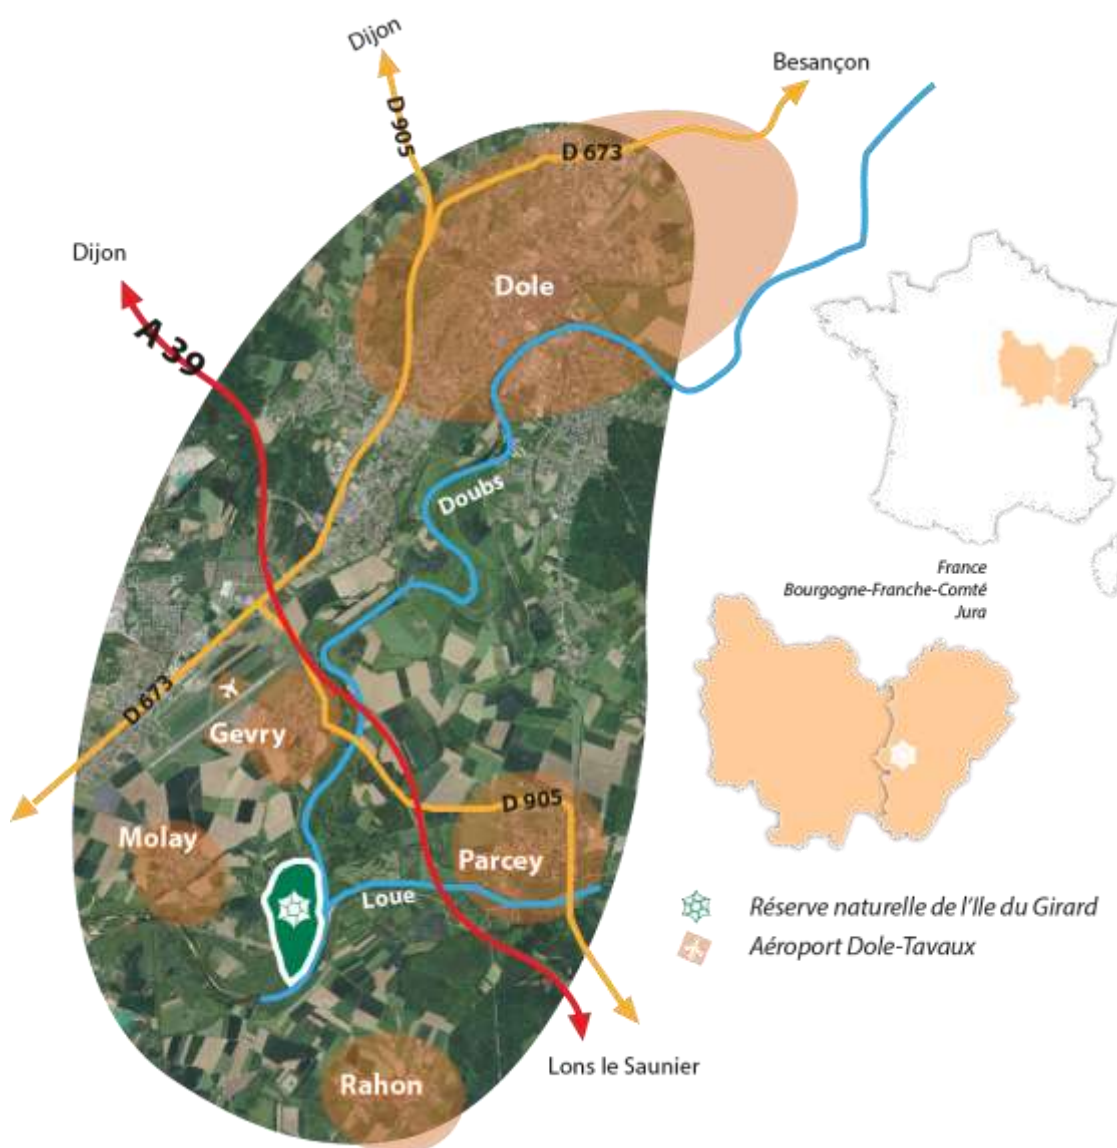 Dijon
Besançon
D 905
D 673
Dijon
A 39
Dole
Doubs
France
Bourgogne-Franche-Comté
Jura
D 673
Gevry
D 905
Molay
Parcey
Loue
Réserve naturelle de l'Ile du Girard
Aéroport Dole-Tavaux
Lons le Saunier
Rahon